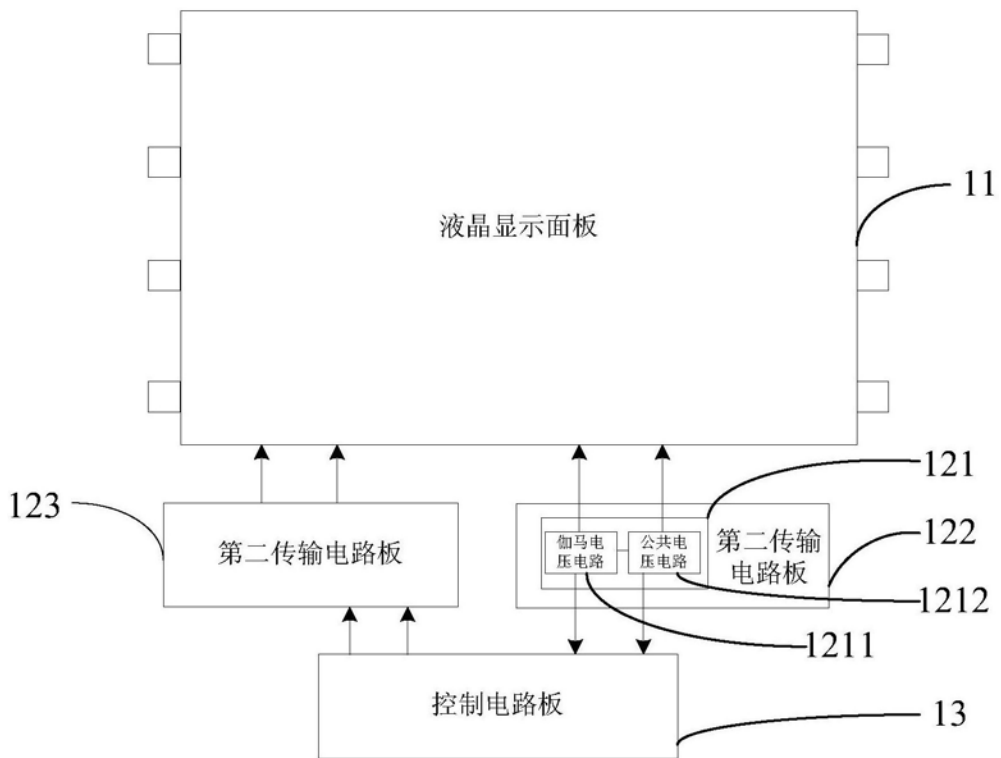 11
液晶显示面板
121
123
第二传输电路板
伽马电
压电路
公共电
压电路
第二传输
电路板
122
1212
1211
控制电路板
13